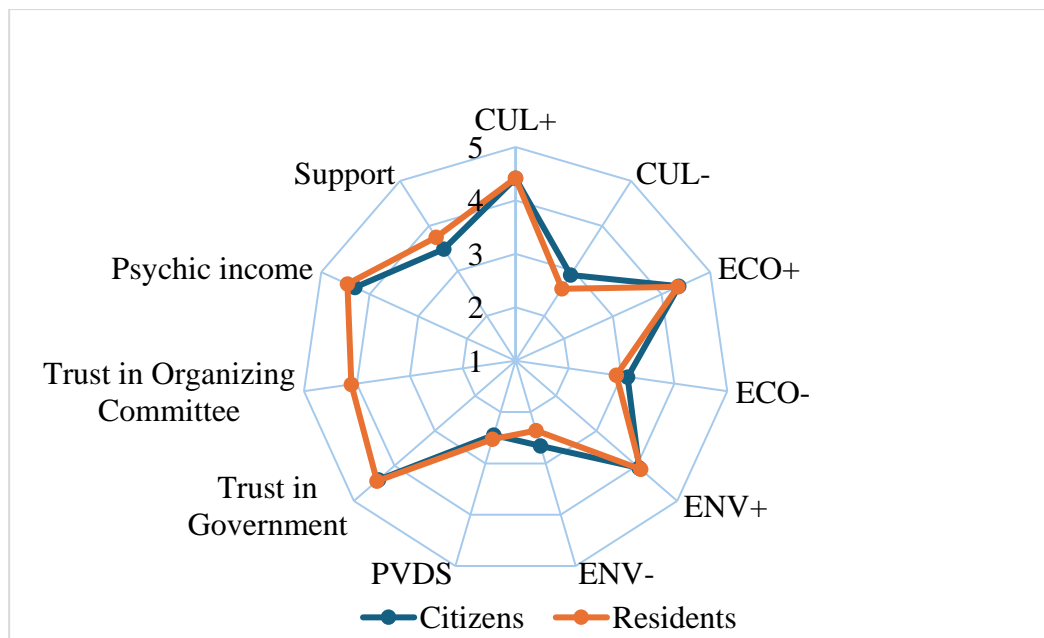 CUL+
5
Support
CUL-
4
3
Psychic income
ECO+
2
1
Trust in Organizing
Committee
ECO-
Trust in
Government
ENV+
PVDS
ENV-
Citizens
Residents